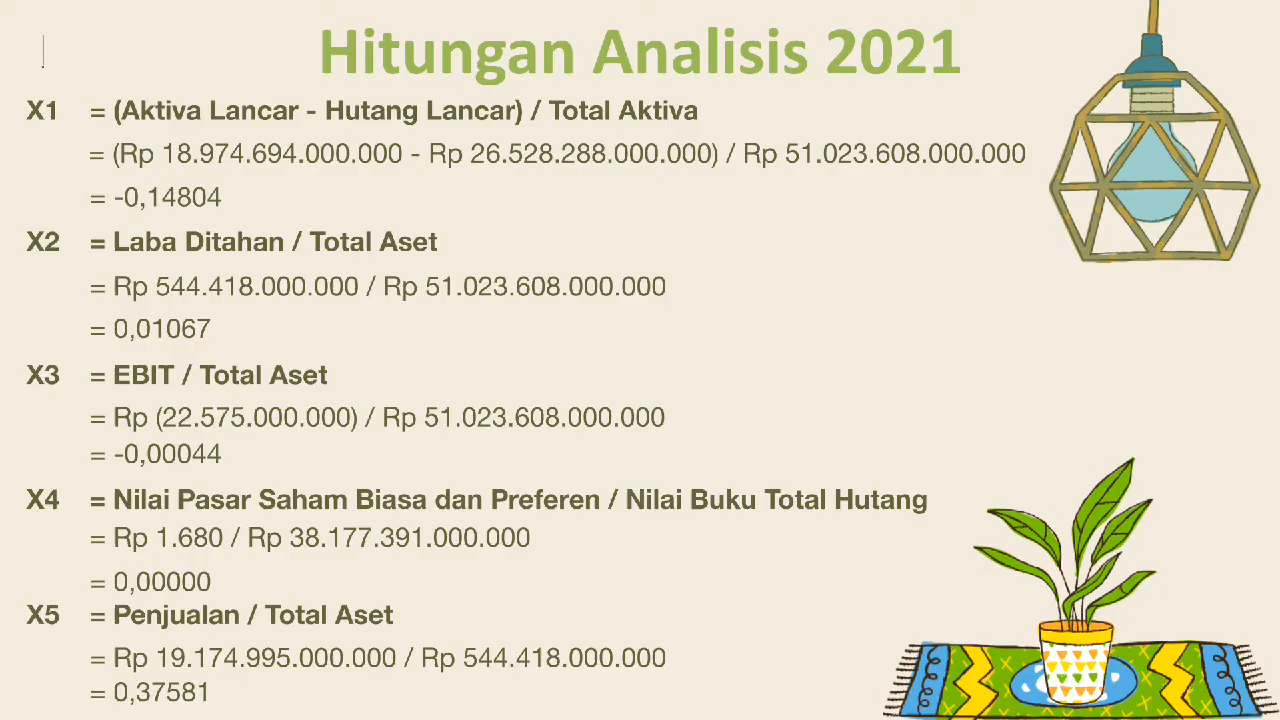 Hitungan Analisis 2021
X1 = (Aktiva Lancar - Hutang Lancar) / Total Aktiva
= (Rp 18.974.694.000.000 - Rp 26.528.288.000.000) / Rp 51.023.608.000.000
= -0,14804
X2 = Laba Ditahan / Total Aset
= Rp 544.418.000.000 / Rp 51.023.608.000.000
= 0,01067
X3 = EBIT / Total Aset
= Rp (22.575.000.000) / Rp 51.023.608.000.000
= -0,00044
X4 = Nilai Pasar Saham Biasa dan Preferen / Nilai Buku Total Hutang
= Rp 1.680 / Rp 38.177.391.000.000
= 0,00000
X5 = Penjualan / Total Aset
= Rp 19.174.995.000.000 / Rp 544.418.000.000
= 0,37581